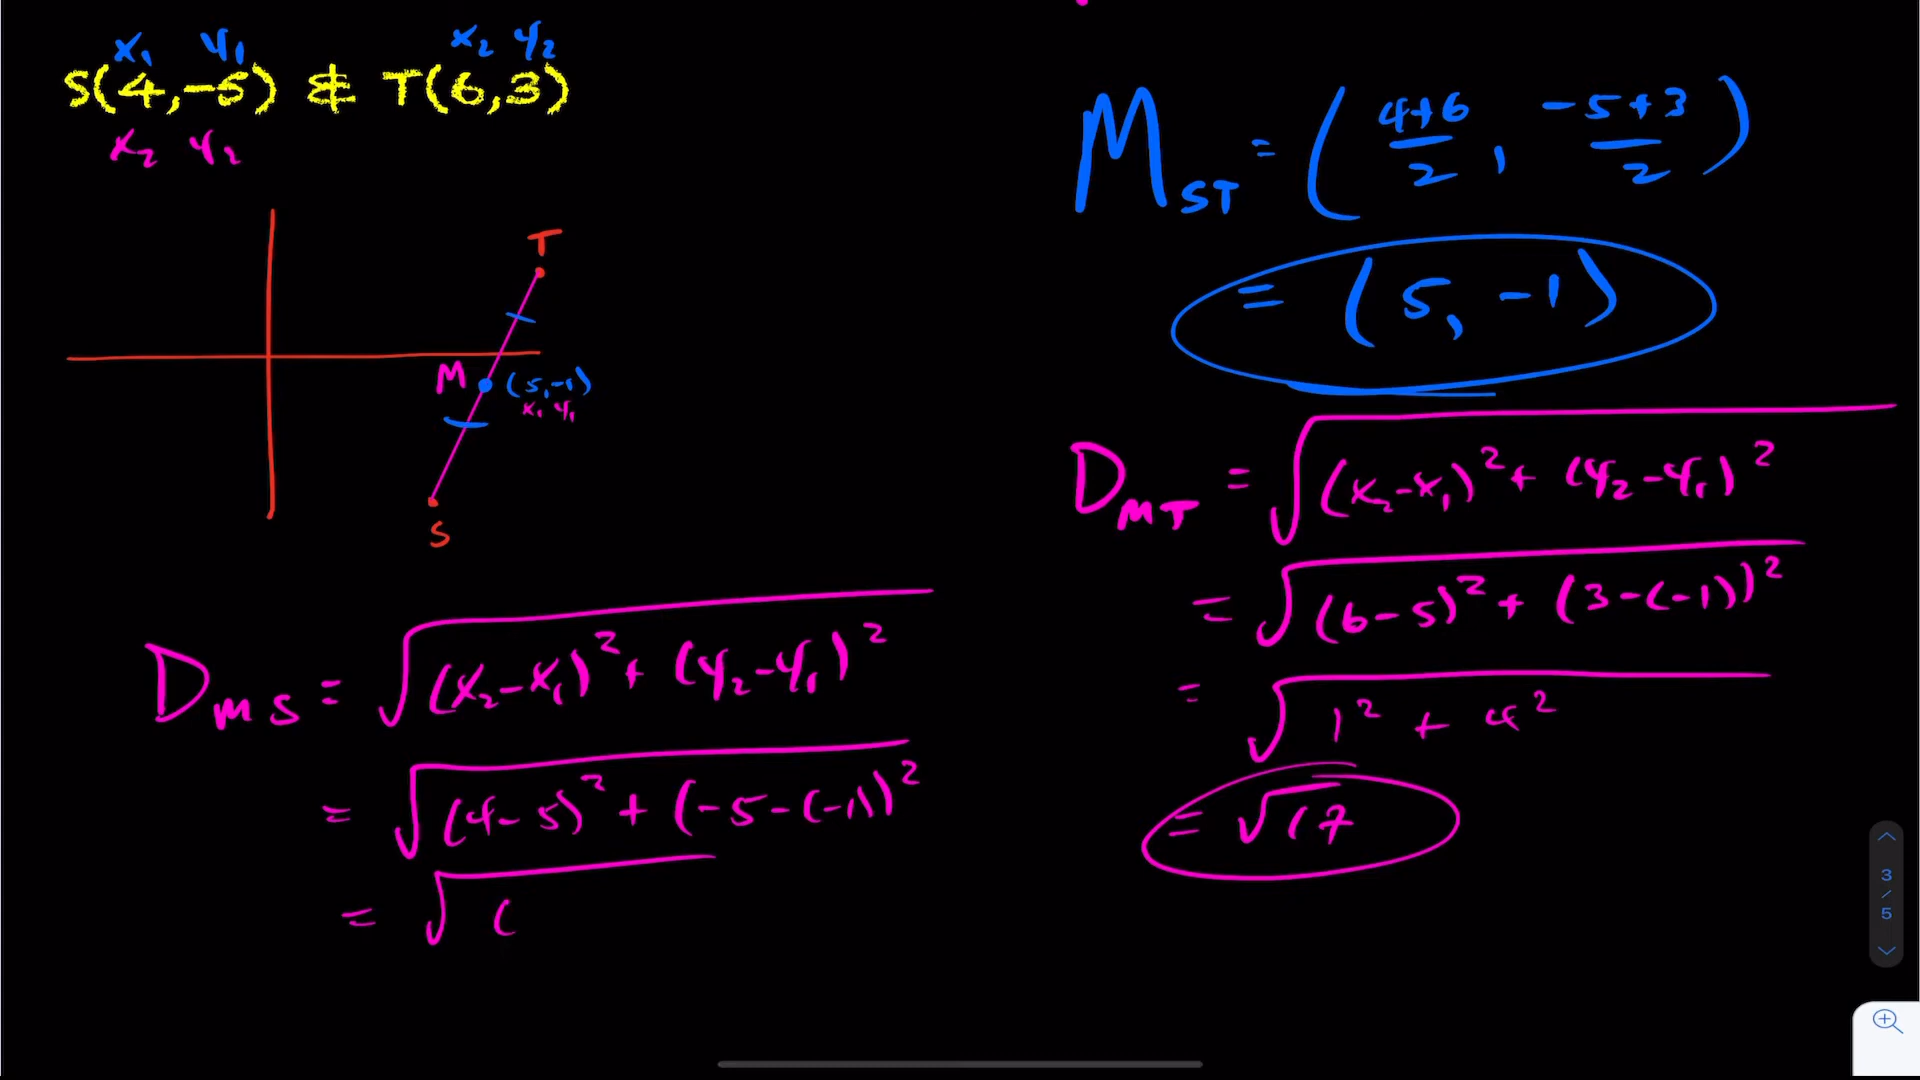 x₁ y₁ x₂ y₂
S(4,-5) & T(6,3)
x₂ y₂
T
M (5,-1)
x₁ y₁
S
M_ST = ( (4+6)/2 , (-5+3)/2 )
= (5, -1)
D_MT = √((x₂-x₁)² + (y₂-y₁)²)
= √((6-5)² + (3-(-1))²)
= √(1² + 4²)
= √17
D_MS = √((x₂-x₁)² + (y₂-y₁)²)
= √((4-5)² + (-5-(-1))²)
= √(
3
/
5